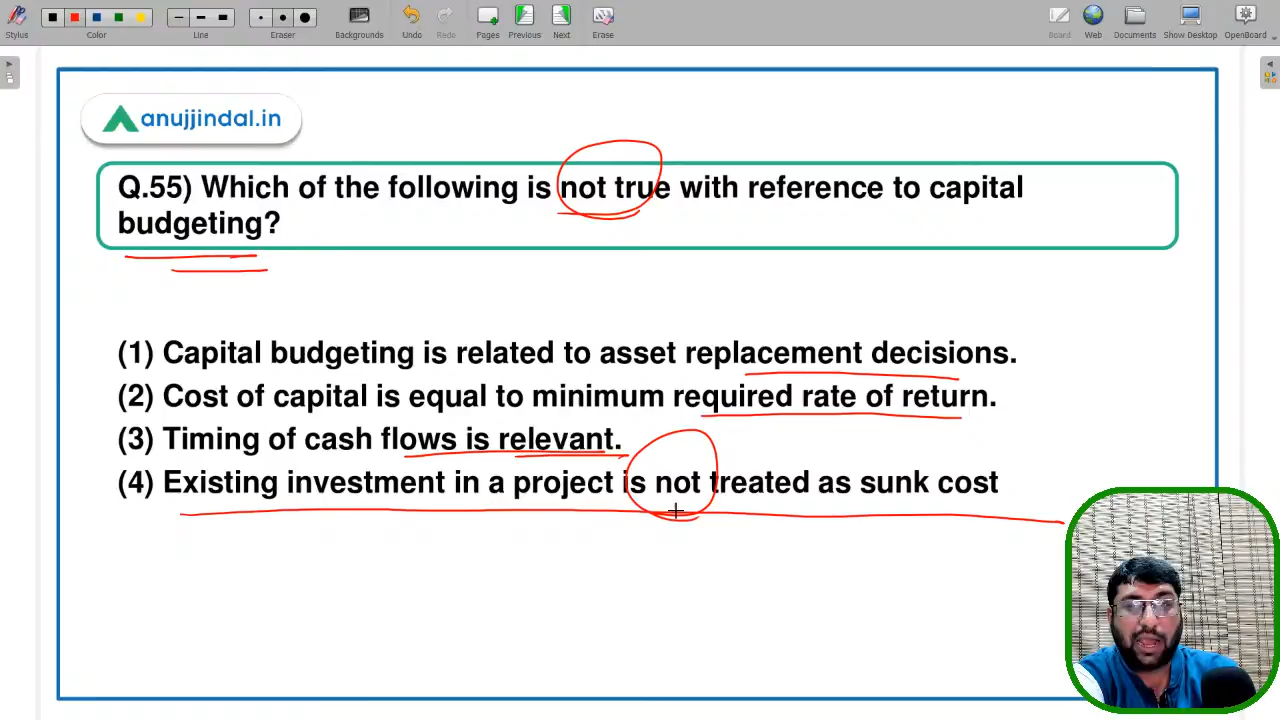 Stylus Color Line Eraser Backgrounds Undo Redo Pages Previous Next Erase Board Web Documents Show Desktop OpenBoard
anujjindal.in
Q.55) Which of the following is not true with reference to capital
budgeting?
(1) Capital budgeting is related to asset replacement decisions.
(2) Cost of capital is equal to minimum required rate of return.
(3) Timing of cash flows is relevant.
(4) Existing investment in a project is not treated as sunk cost